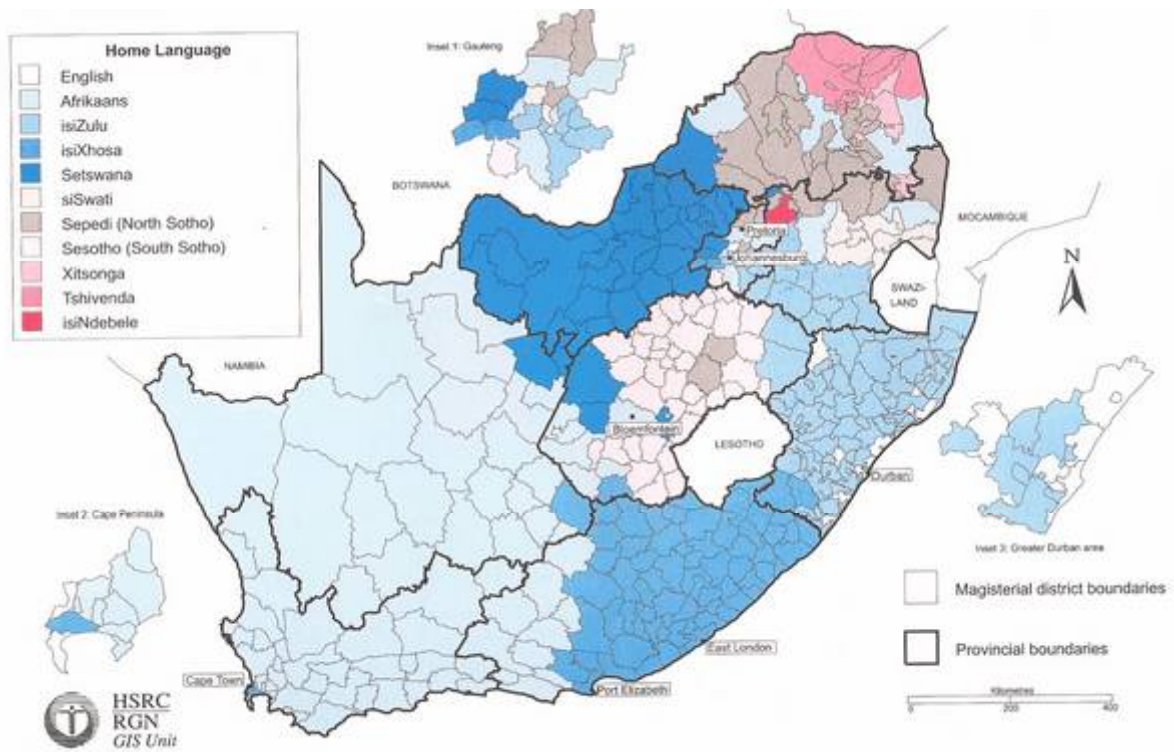 Home Language
English
Afrikaans
isiZulu
isiXhosa
Setswana
siSwati
Sepedi (North Sotho)
Sesotho (South Sotho)
Xitsonga
Tshivenda
isiNdebele
Inset 1: Gauteng
BOTSWANA
NAMIBIA
MOCAMBIQUE
N
Pretoria
Johannesburg
SWAZI-
LAND
Bloemfontein
LESOTHO
Durban
Inset 2: Cape Peninsula
Inset 3: Greater Durban area
Magisterial district boundaries
Provincial boundaries
East London
Port Elizabeth
Cape Town
Kilometres
0 200 400
HSRC
RGN
GIS Unit